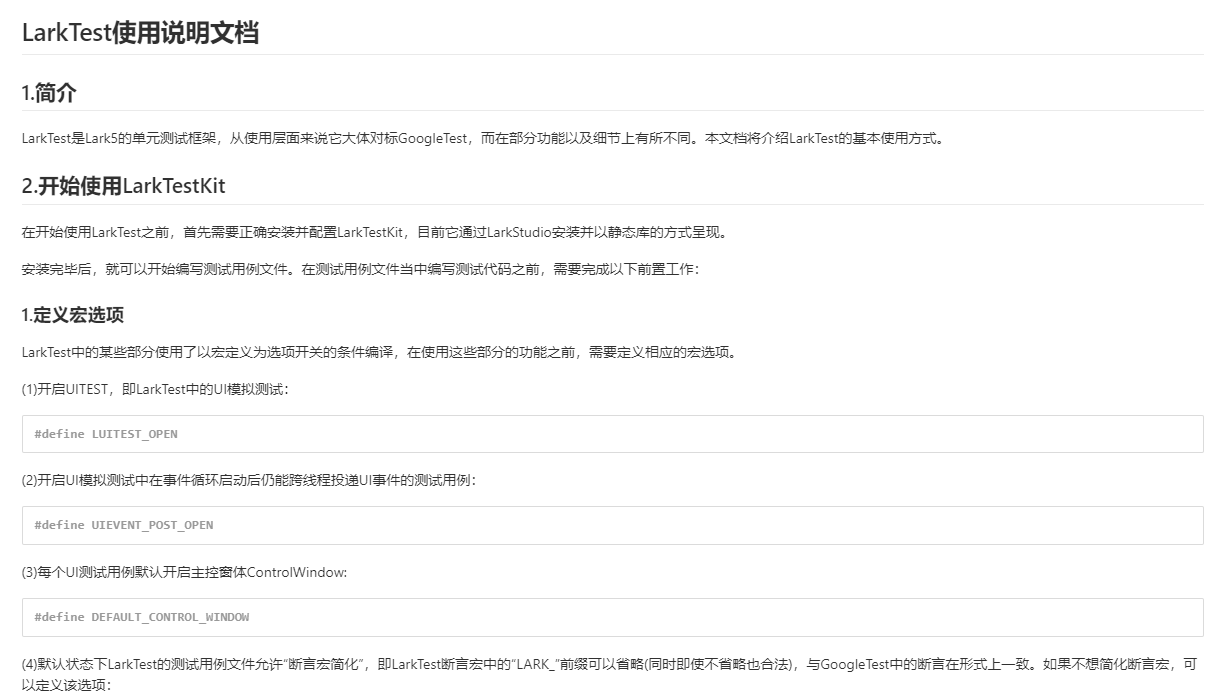 LarkTest使用说明文档
1.简介
LarkTest是Lark5的单元测试框架，从使用层面来说它大体对标GoogleTest，而在部分功能以及细节上有所不同。本文档将介绍LarkTest的基本使用方式。
2.开始使用LarkTestKit
在开始使用LarkTest之前，首先需要正确安装并配置LarkTestKit，目前它通过LarkStudio安装并以静态库的方式呈现。
安装完毕后，就可以开始编写测试用例文件。在测试用例文件当中编写测试代码之前，需要完成以下前置工作：
1.定义宏选项
LarkTest中的某些部分使用了以宏定义为选项开关的条件编译，在使用这些部分的功能之前，需要定义相应的宏选项。
(1)开启UITEST，即LarkTest中的UI模拟测试：
#define LUITEST_OPEN
(2)开启UI模拟测试中在事件循环启动后仍能跨线程投递UI事件的测试用例：
#define UIEVENT_POST_OPEN
(3)每个UI测试用例默认开启主控窗体ControlWindow:
#define DEFAULT_CONTROL_WINDOW
(4)默认状态下LarkTest的测试用例文件允许“断言宏简化”，即LarkTest断言宏中的“LARK_”前缀可以省略(同时即使不省略也合法)，与GoogleTest中的断言在形式上一致。如果不想简化断言宏，可
以定义该选项：